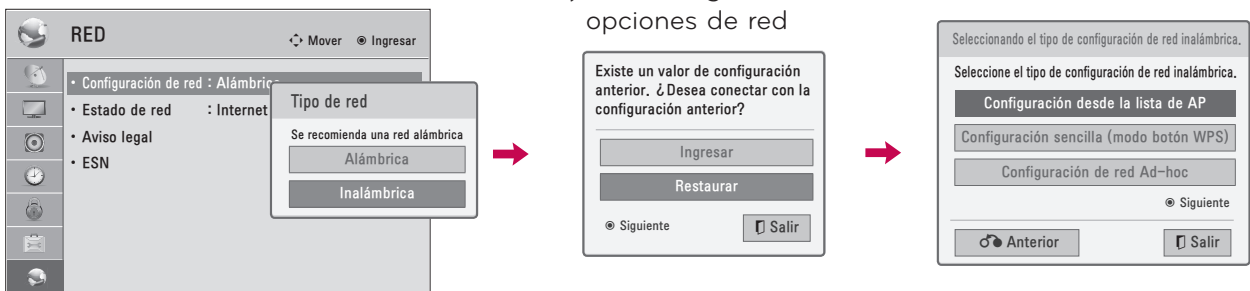 RED
Mover
Ingresar
• Configuración de red : Alámbrica
• Estado de red : Internet
• Aviso legal
• ESN
Tipo de red
Se recomienda una red alámbrica
Alámbrica
Inalámbrica
opciones de red
Existe un valor de configuración
anterior. ¿Desea conectar con la
configuración anterior?
Ingresar
Restaurar
Siguiente
Salir
Seleccionando el tipo de configuración de red inalámbrica.
Seleccione el tipo de configuración de red inalámbrica.
Configuración desde la lista de AP
Configuración sencilla (modo botón WPS)
Configuración de red Ad-hoc
Siguiente
Anterior
Salir